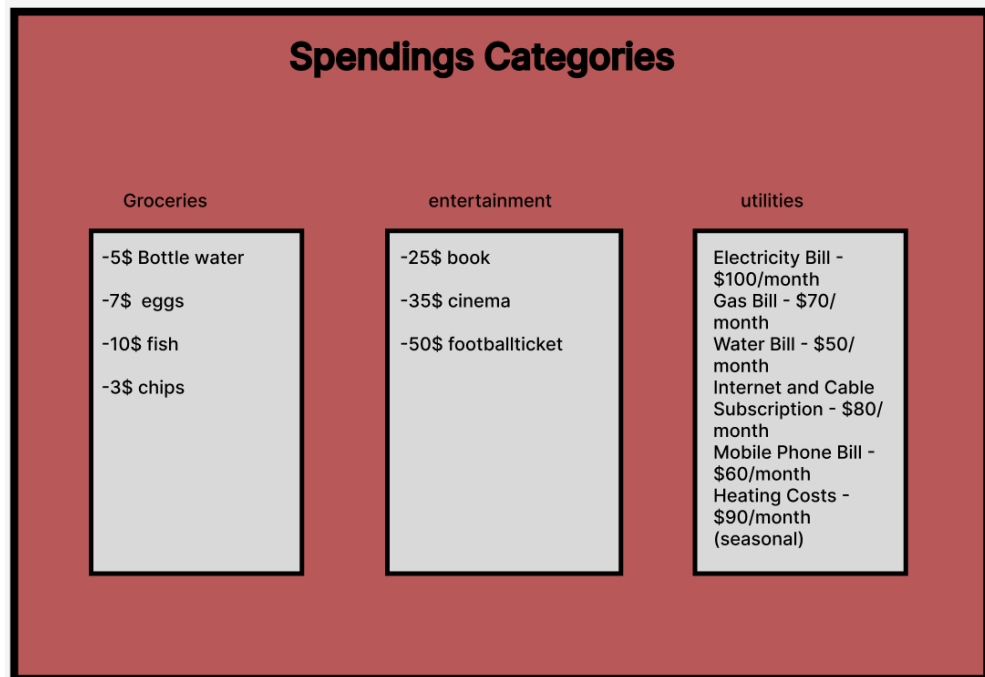 Spendings Categories
Groceries
-5$ Bottle water
-7$  eggs
-10$ fish
-3$ chips
entertainment
-25$ book
-35$ cinema
-50$ footballticket
utilities
Electricity Bill -
$100/month
Gas Bill - $70/
month
Water Bill - $50/
month
Internet and Cable
Subscription - $80/
month
Mobile Phone Bill -
$60/month
Heating Costs -
$90/month
(seasonal)